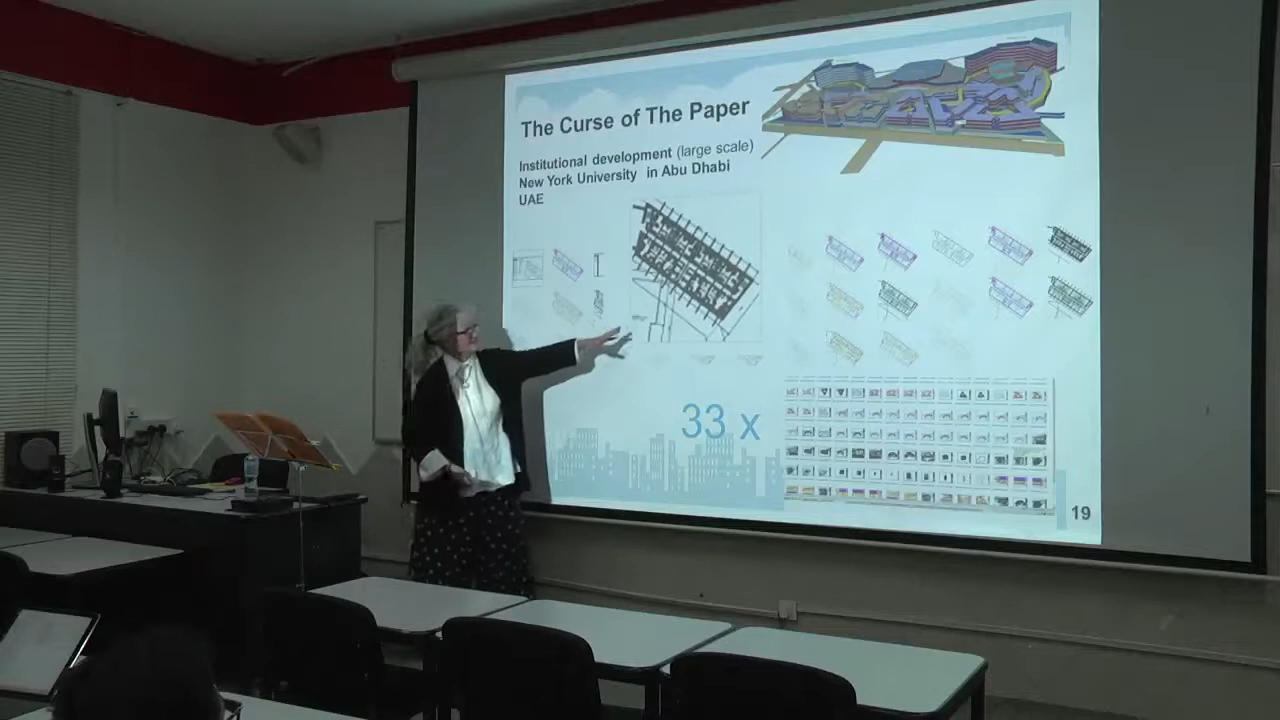 The Curse of The Paper
Institutional development (large scale)
New York University in Abu Dhabi
UAE
33 x
19